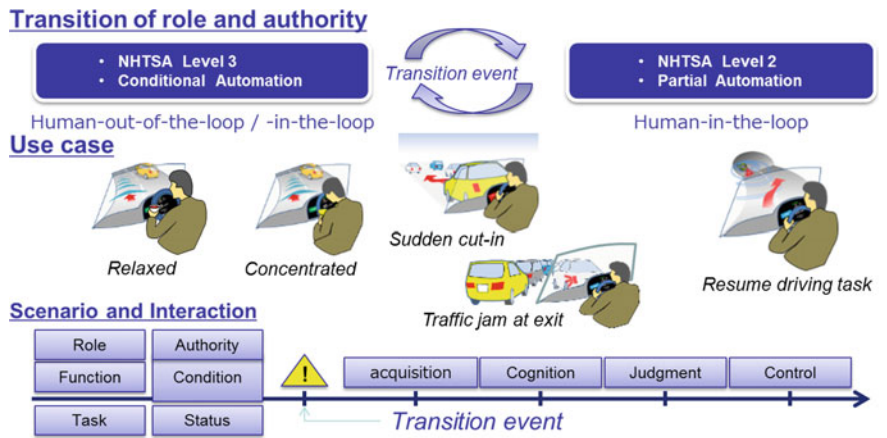 Transition of role and authority
• NHTSA Level 3
• Conditional Automation
Transition event
• NHTSA Level 2
• Partial Automation
Human-out-of-the-loop / -in-the-loop
Human-in-the-loop
Use case
Relaxed
Concentrated
Sudden cut-in
Traffic jam at exit
Resume driving task
Scenario and Interaction
Role
Authority
Function
Condition
!
acquisition
Cognition
Judgment
Control
Task
Status
Transition event